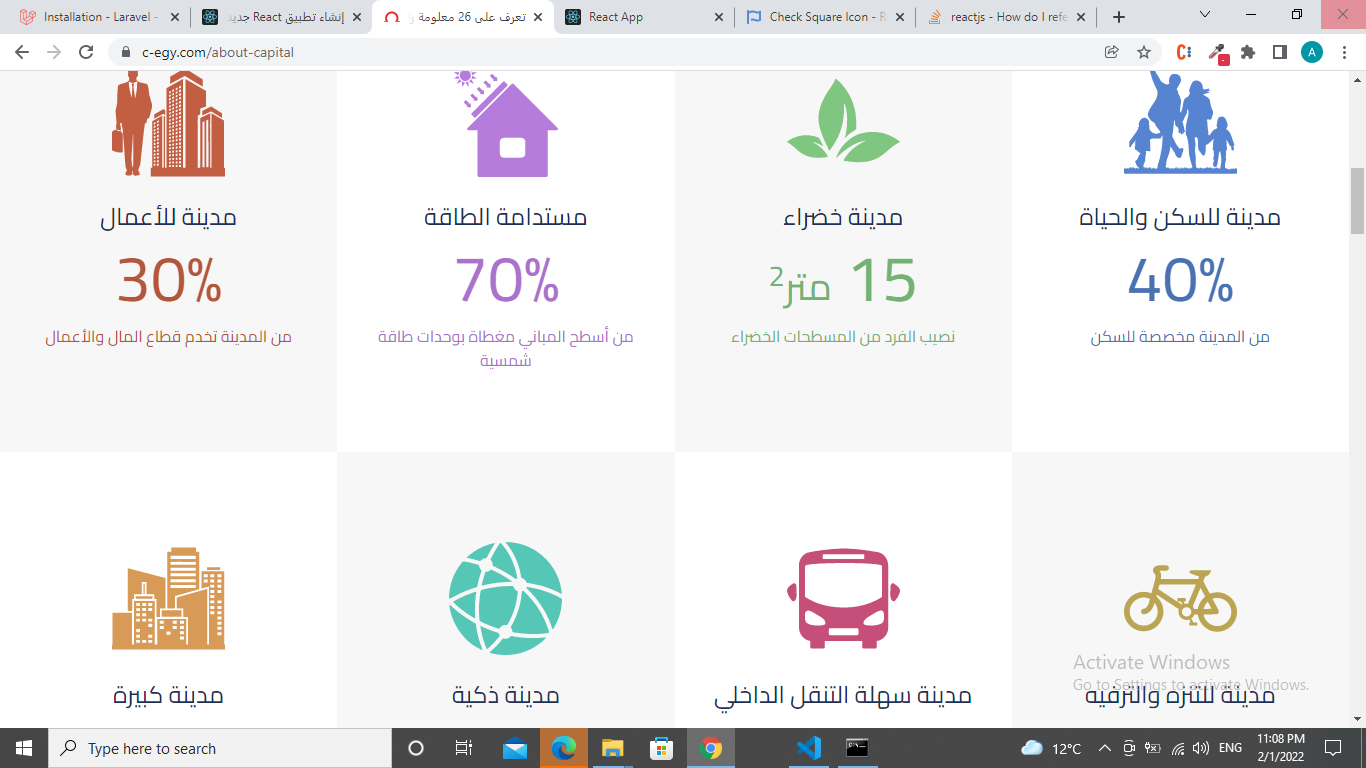 Installation - Laravel -
إنشاء تطبيق React جديد
تعرف على 26 معلومة
React App
Check Square Icon - R
reactjs - How do I refe
c-egy.com/about-capital
A
مدينة للسكن والحياة
40%
من المدينة مخصصة للسكن
مدينة خضراء
15 متر2
نصيب الفرد من المسطحات الخضراء
مستدامة الطاقة
70%
من أسطح المباني مغطاة بوحدات طاقة
شمسية
مدينة للأعمال
30%
من المدينة تخدم قطاع المال والأعمال
مدينة للتنزه والترفيه
مدينة سهلة التنقل الداخلي
مدينة ذكية
مدينة كبيرة
Activate Windows
Go to Settings to activate Windows.
Type here to search
12°C
ENG
11:08 PM
2/1/2022